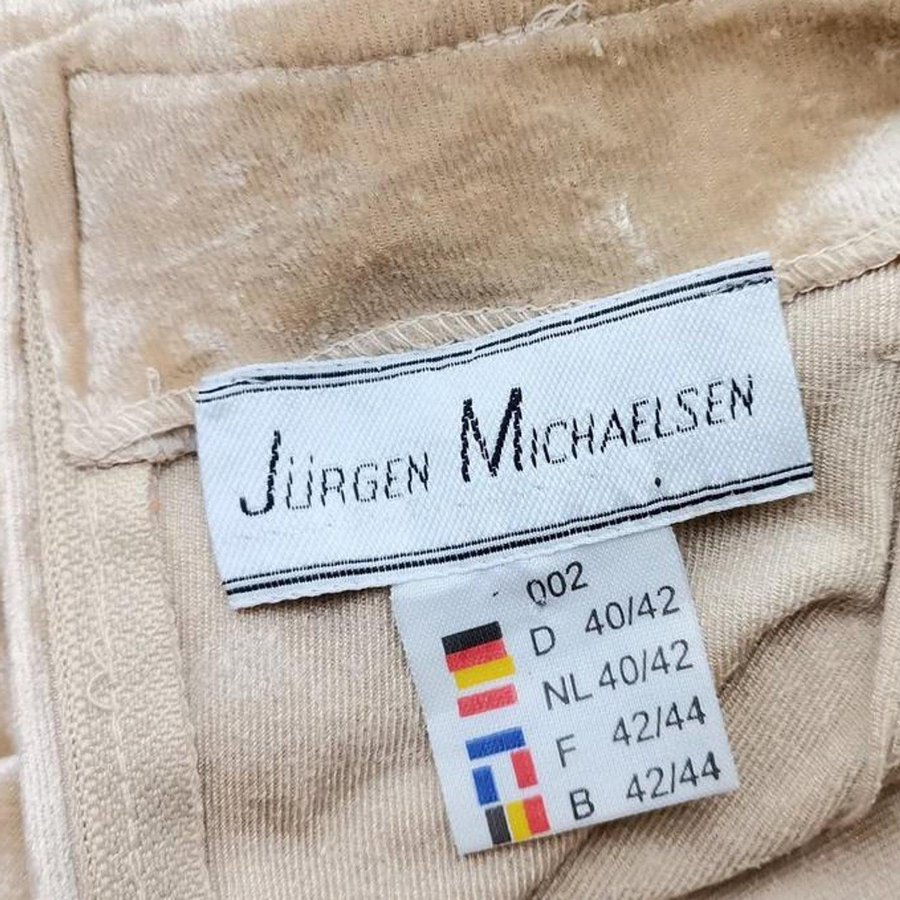 JÜRGEN MICHAELSEN
002
D 40/42
NL 40/42
F 42/44
B 42/44